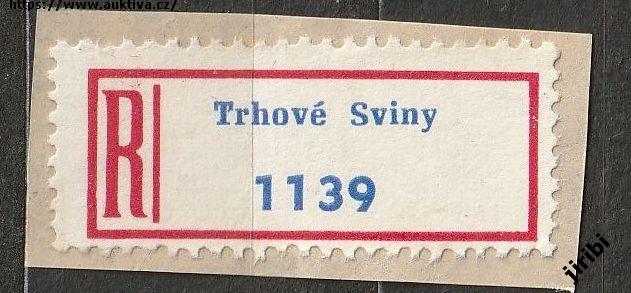 https://www.auktiva.cz/
R
Trhové Sviny
1139
jiribi